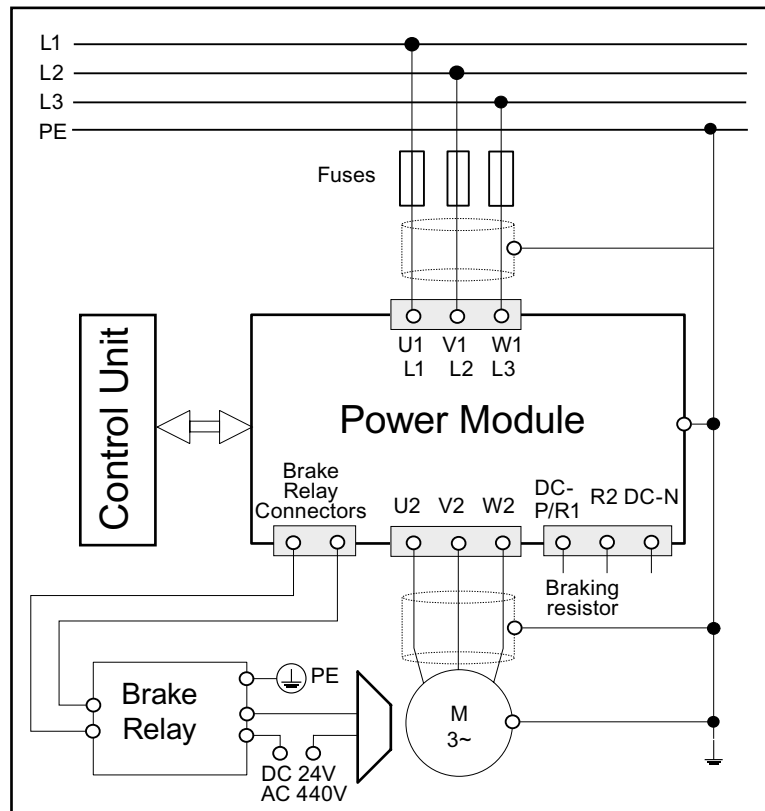 L1
L2
L3
PE
Fuses
U1 V1 W1
L1 L2 L3
Control Unit
Power Module
Brake
Relay
Connectors
U2 V2 W2
DC-
P/R1
R2 DC-N
Braking
resistor
Brake
Relay
PE
M
3~
DC 24V
AC 440V